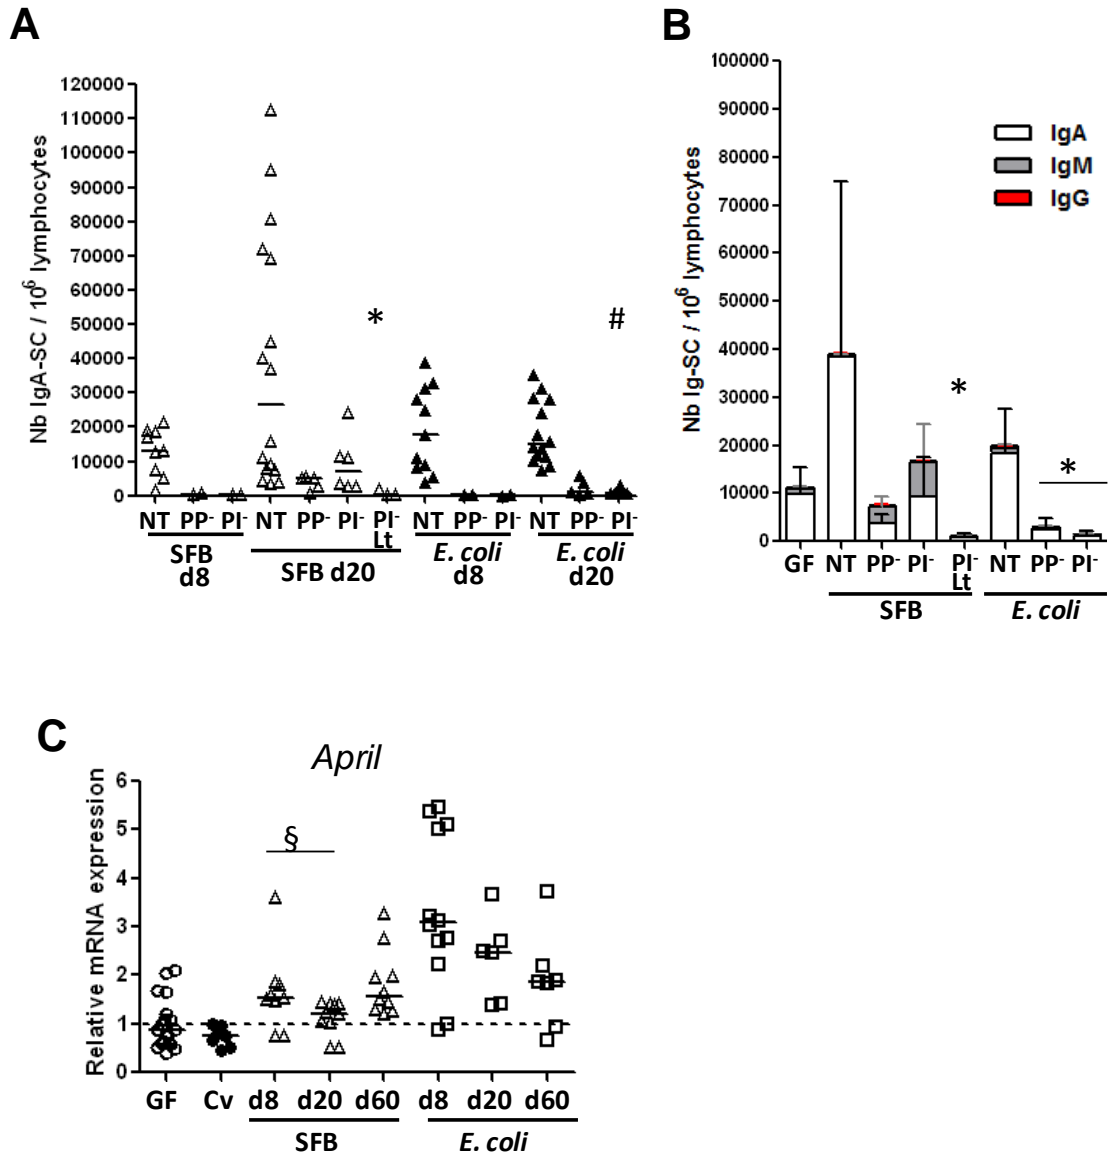 A
Nb IgA-SC / 10⁶ lymphocytes
120000
110000
100000
90000
80000
70000
60000
50000
40000
30000
20000
10000
0
*
#
NT PP⁻ PI⁻ NT PP⁻ PI⁻ PI⁻ NT PP⁻ PI⁻ NT PP⁻ PI⁻
Lt
SFB SFB d20 E. coli E. coli
d8 d8 d20
B
Nb Ig-SC / 10⁶ lymphocytes
100000
90000
80000
70000
60000
50000
40000
30000
20000
10000
0
IgA
IgM
IgG
*
*
GF NT PP⁻ PI⁻ PI⁻ NT PP⁻ PI⁻
Lt
SFB E. coli
C
April
Relative mRNA expression
6
5
4
3
2
1
0
§
GF Cv d8 d20 d60 d8 d20 d60
SFB E. coli